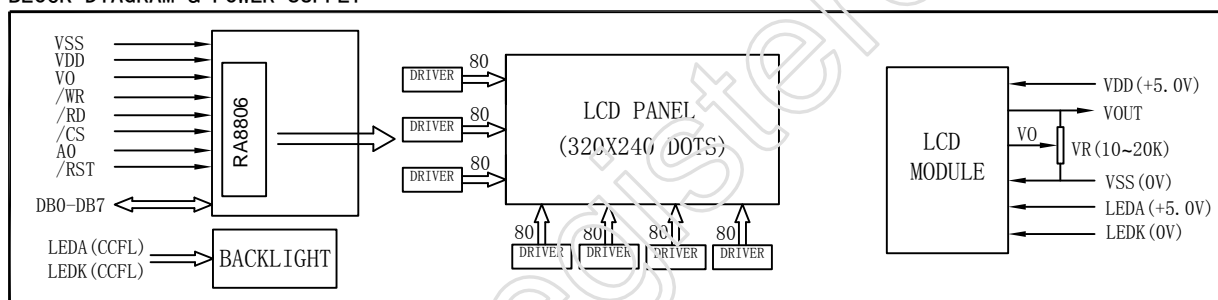 BLOCK DIAGRAM & POWER SUPPLY
VSS
VDD
VO
/WR
/RD
/CS
A0
/RST
DB0-DB7
RA8806
LEDA(CCFL)
LEDK(CCFL)
BACKLIGHT
DRIVER
80
DRIVER
80
DRIVER
80
LCD PANEL
(320X240 DOTS)
80
80
80
80
DRIVER
DRIVER
DRIVER
DRIVER
LCD
MODULE
VDD(+5.0V)
VOUT
VO
VR(10~20K)
VSS(0V)
LEDA(+5.0V)
LEDK(0V)